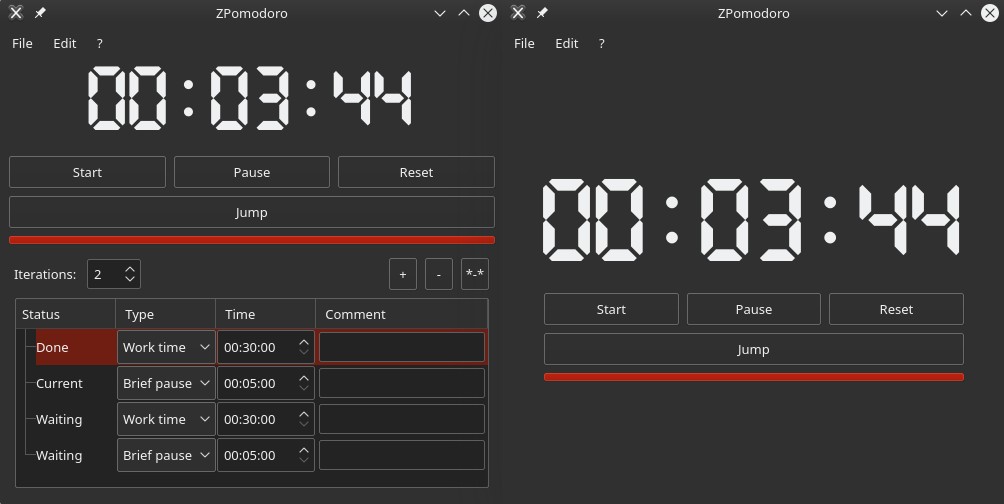 ZPomodoro
File Edit ?
00:03:44
Start Pause Reset
Jump
Iterations: 2 + - *-*
Status Type Time Comment
Done Work time 00:30:00
Current Brief pause 00:05:00
Waiting Work time 00:30:00
Waiting Brief pause 00:05:00
ZPomodoro
File Edit ?
00:03:44
Start Pause Reset
Jump